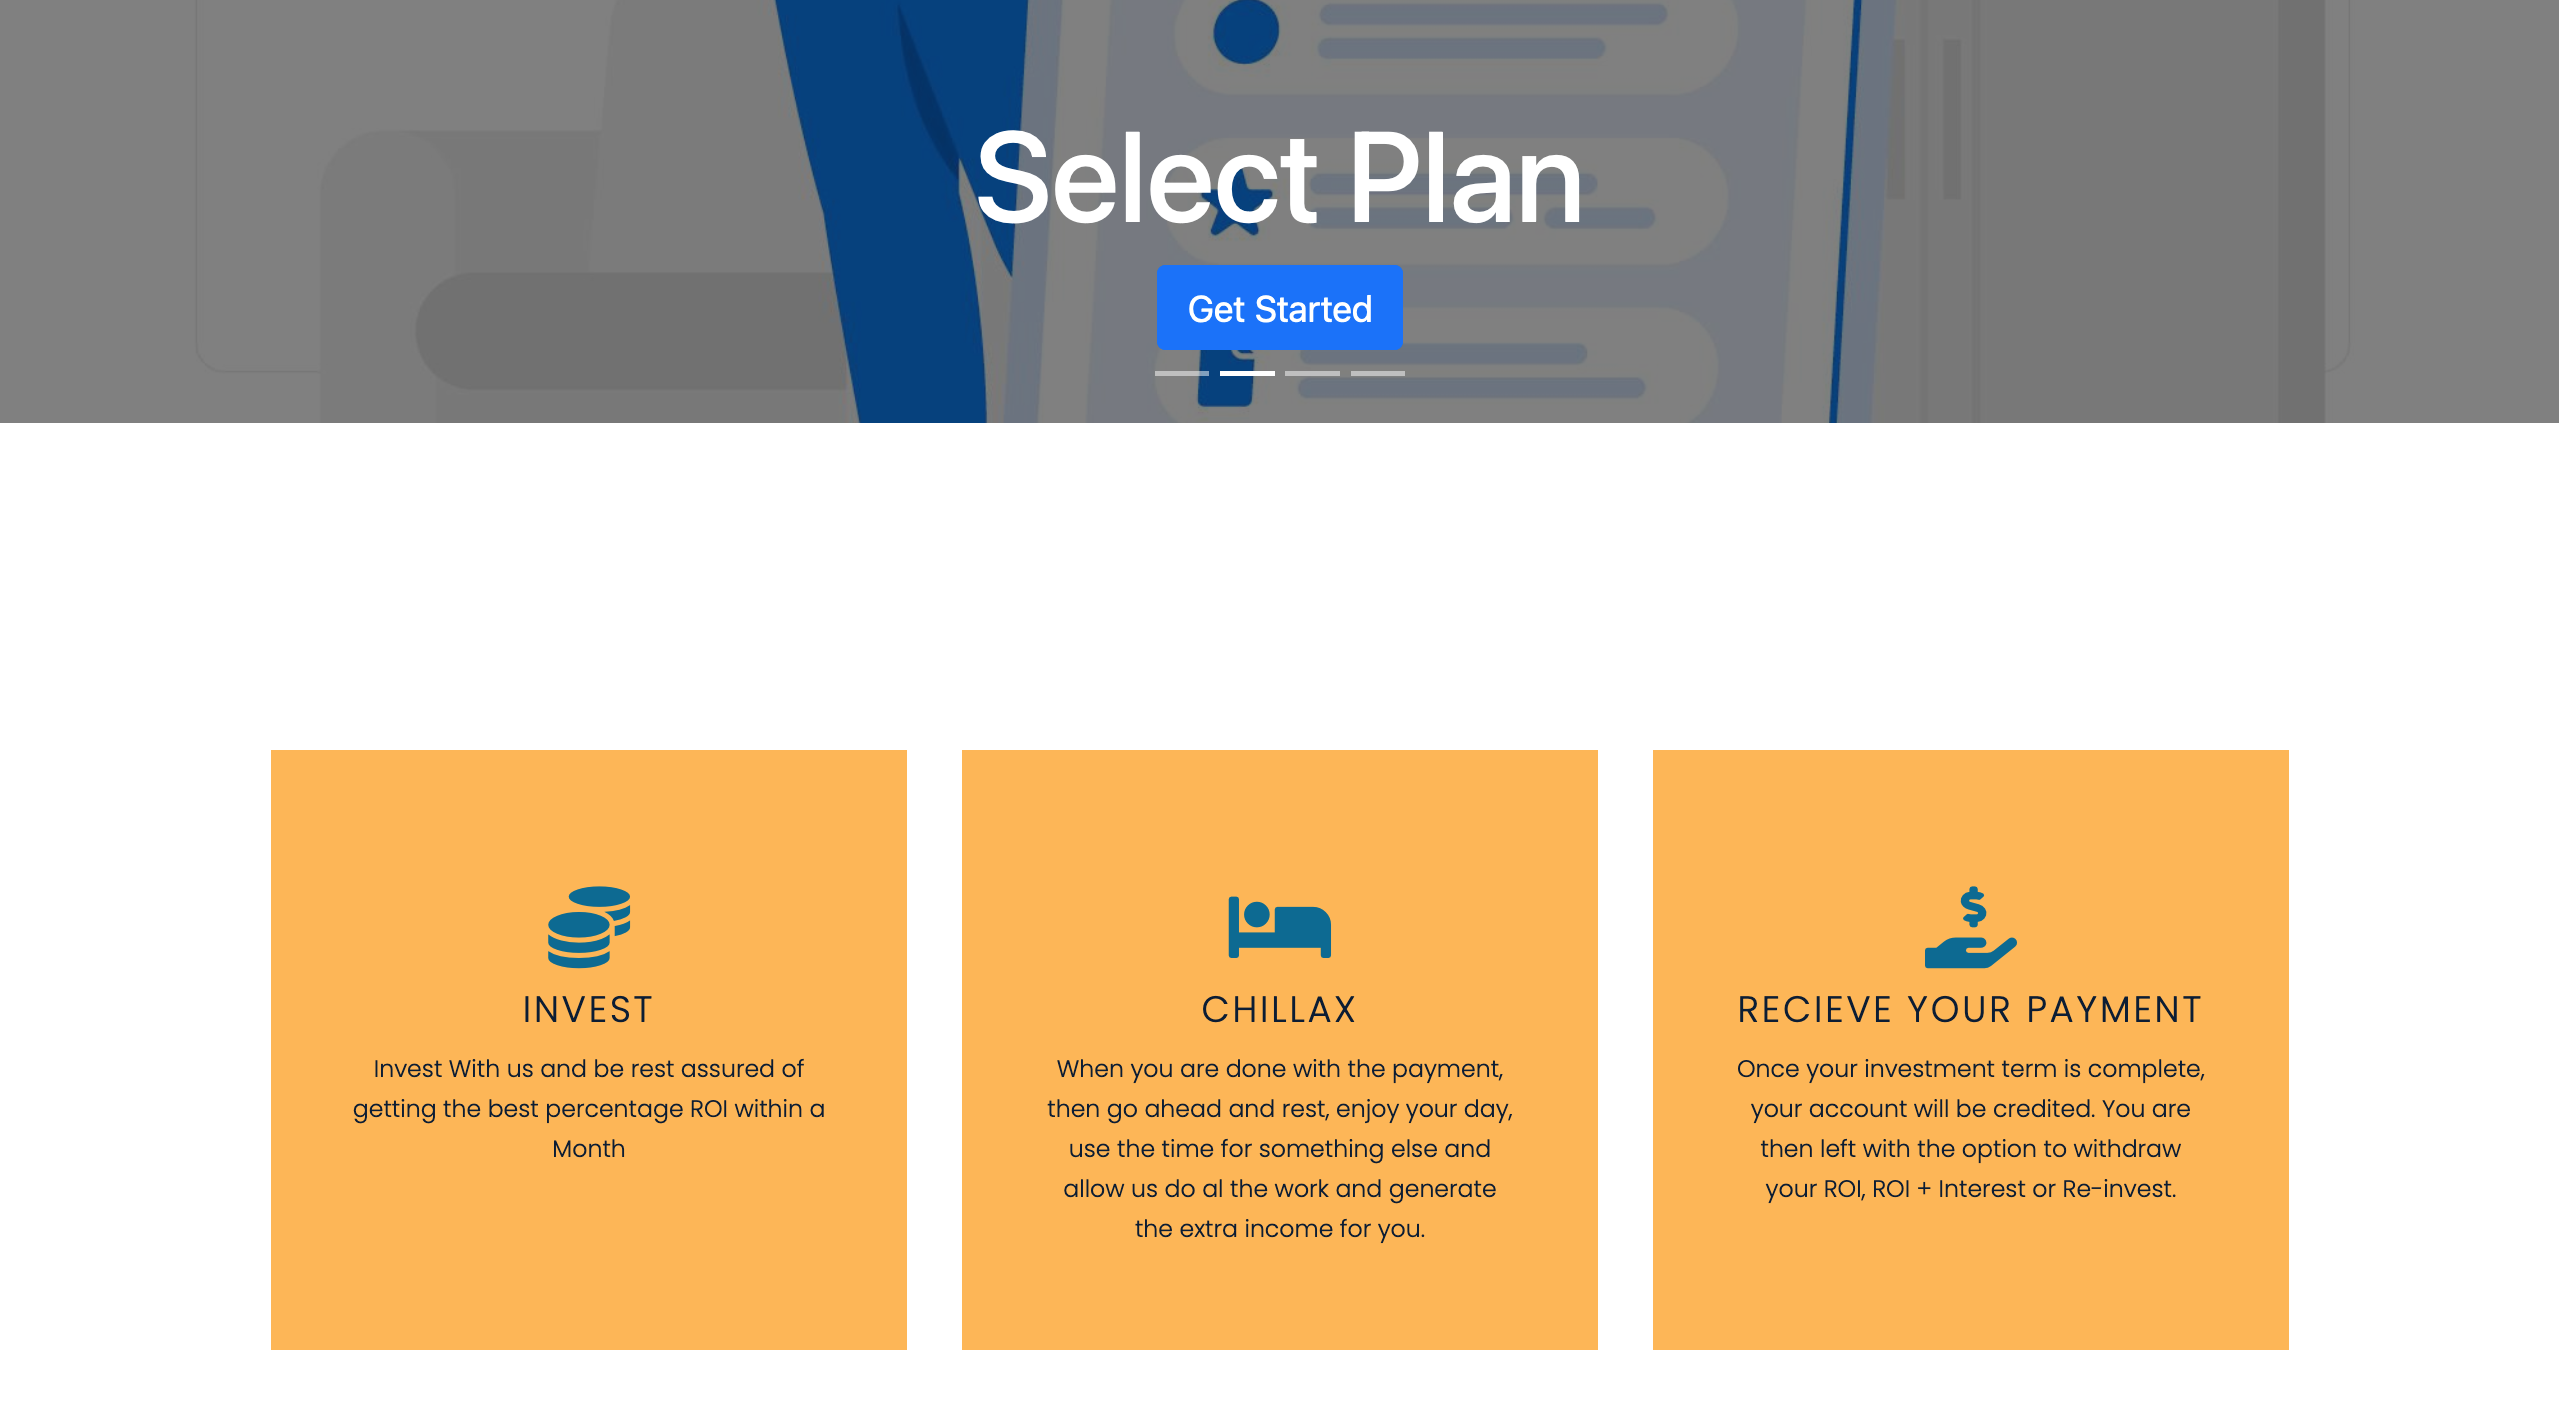 Select Plan
Get Started
INVEST
Invest With us and be rest assured of
getting the best percentage ROI within a
Month
CHILLAX
When you are done with the payment,
then go ahead and rest, enjoy your day,
use the time for something else and
allow us do al the work and generate
the extra income for you.
RECIEVE YOUR PAYMENT
Once your investment term is complete,
your account will be credited. You are
then left with the option to withdraw
your ROI, ROI + Interest or Re-invest.